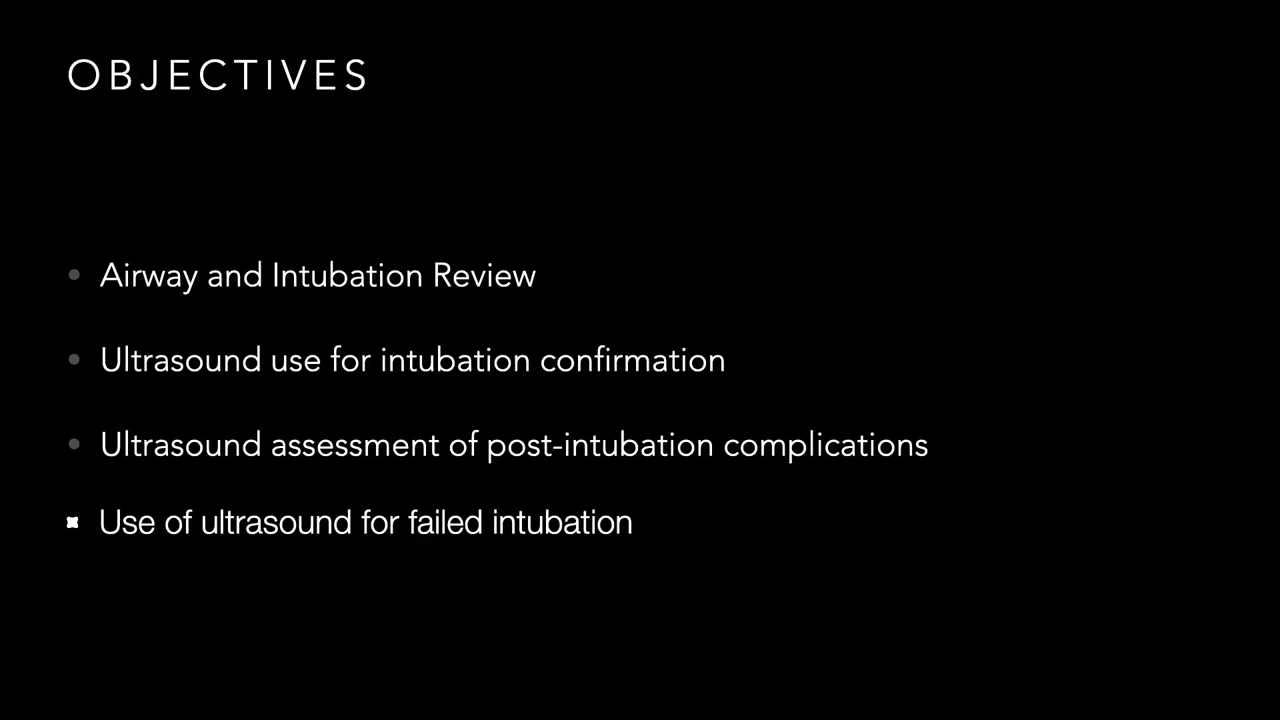 OBJECTIVES
Airway and Intubation Review
Ultrasound use for intubation confirmation
Ultrasound assessment of post-intubation complications
Use of ultrasound for failed intubation